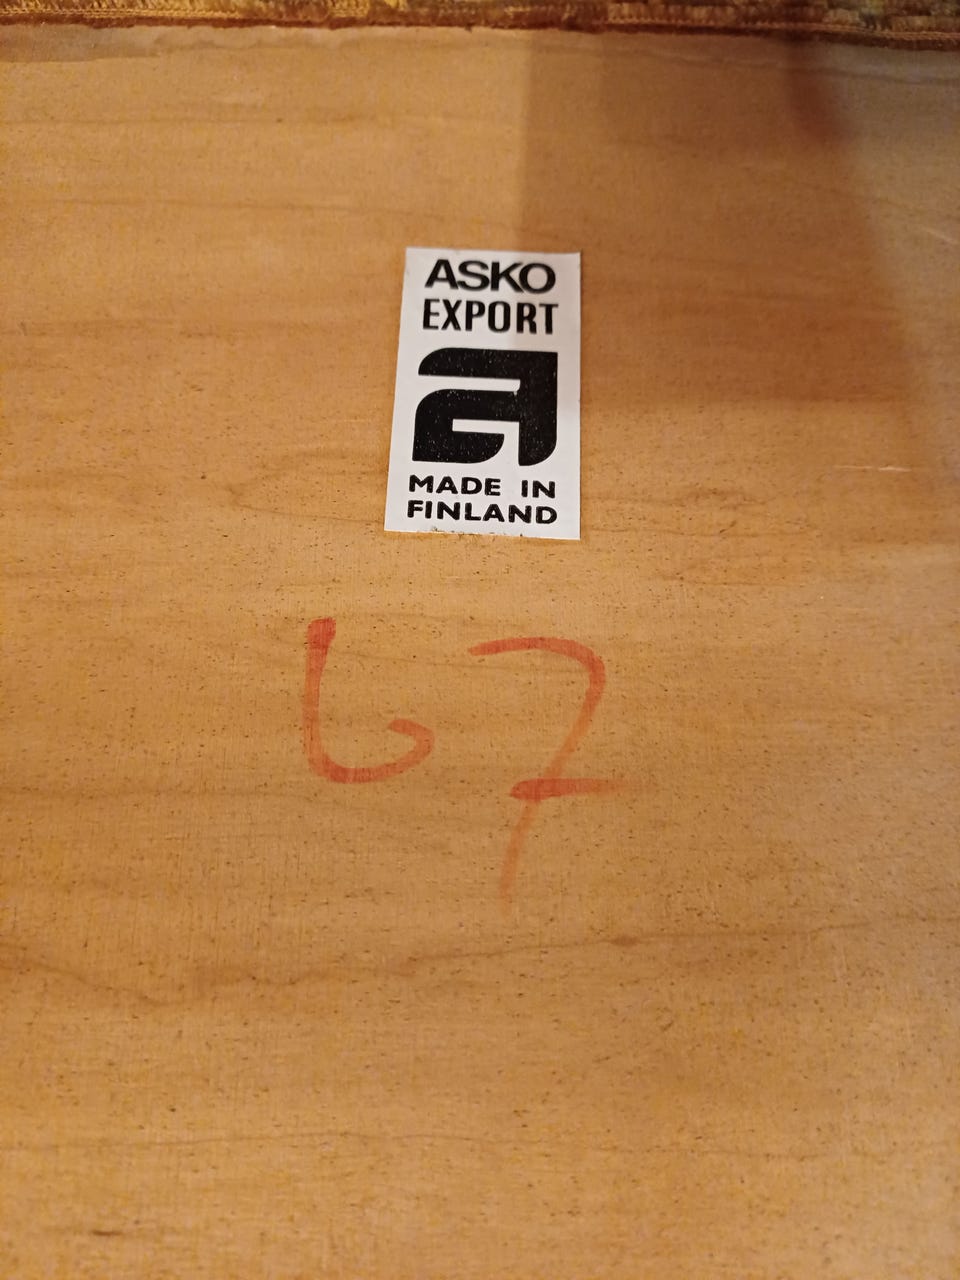 ASKO
EXPORT
a
MADE IN
FINLAND
67